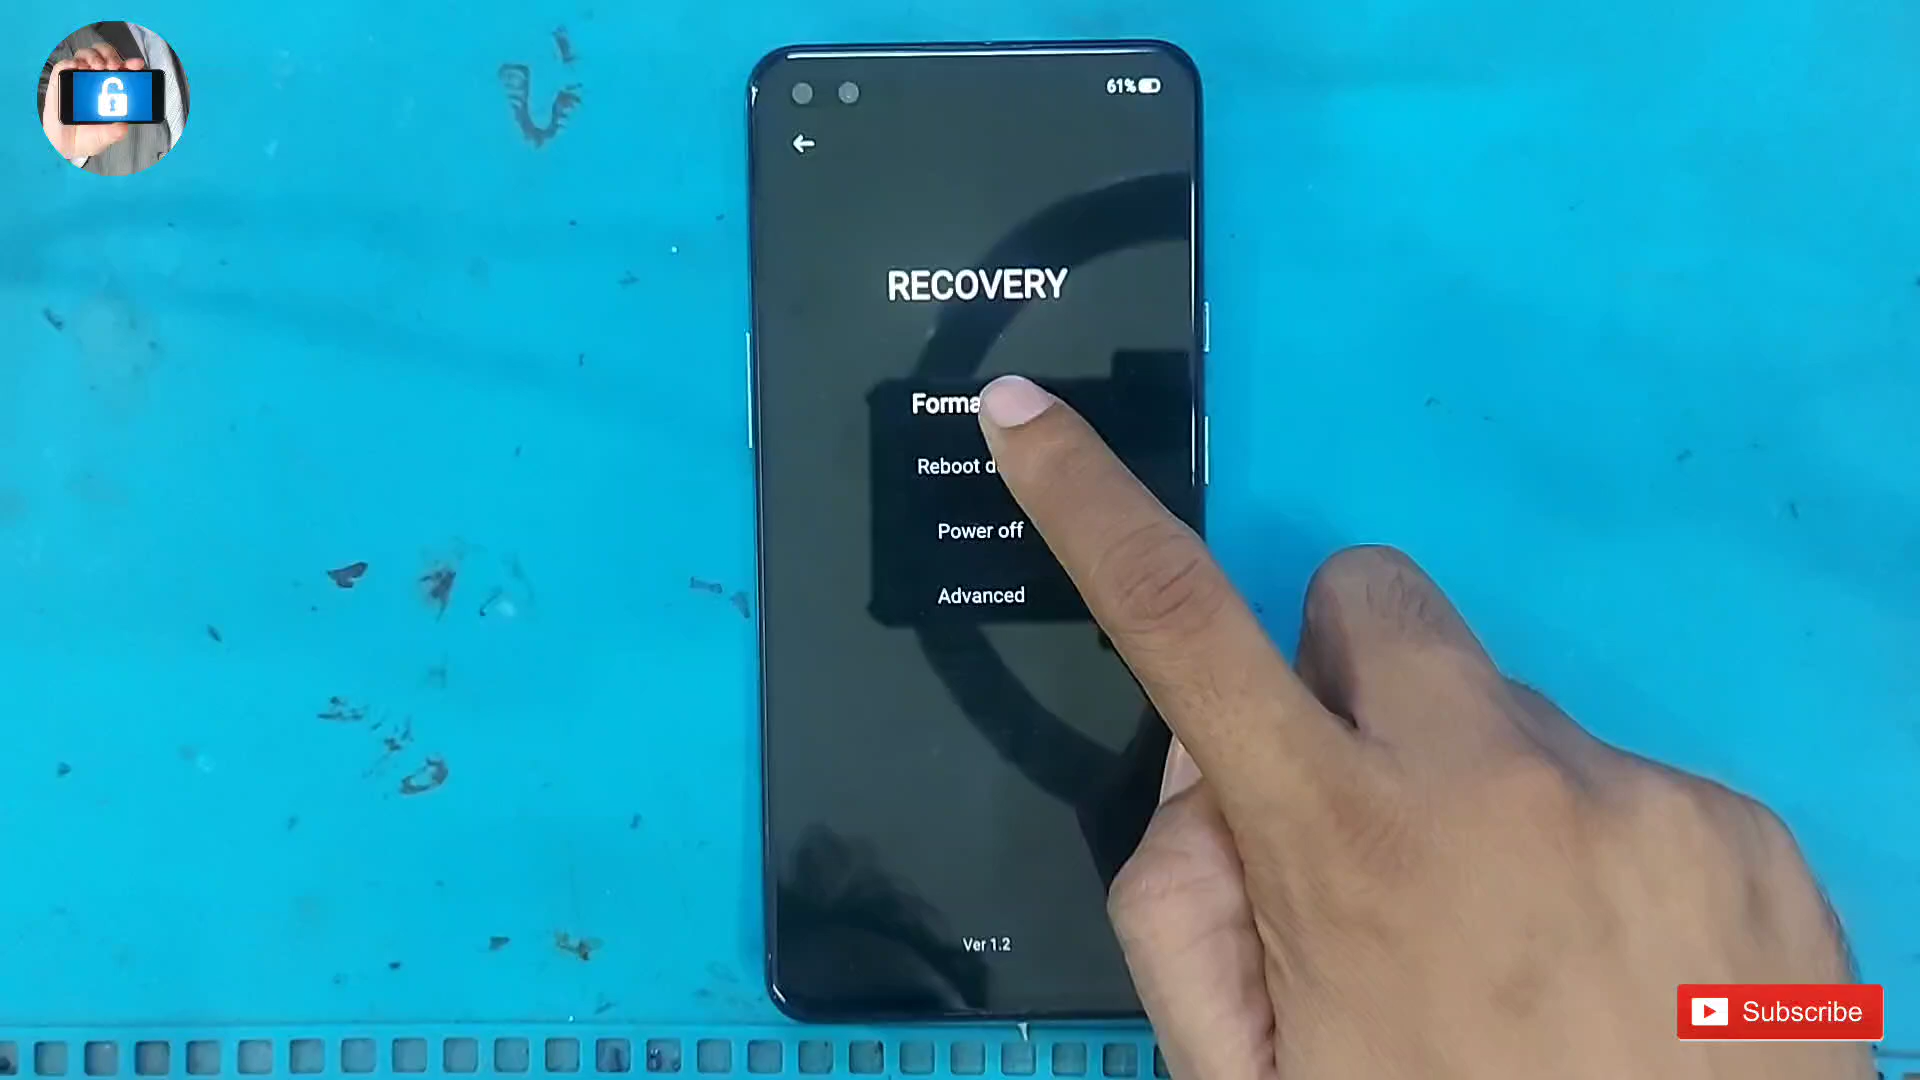 61%
RECOVERY
Forma
Reboot d
Power off
Advanced
Ver 1.2
Subscribe